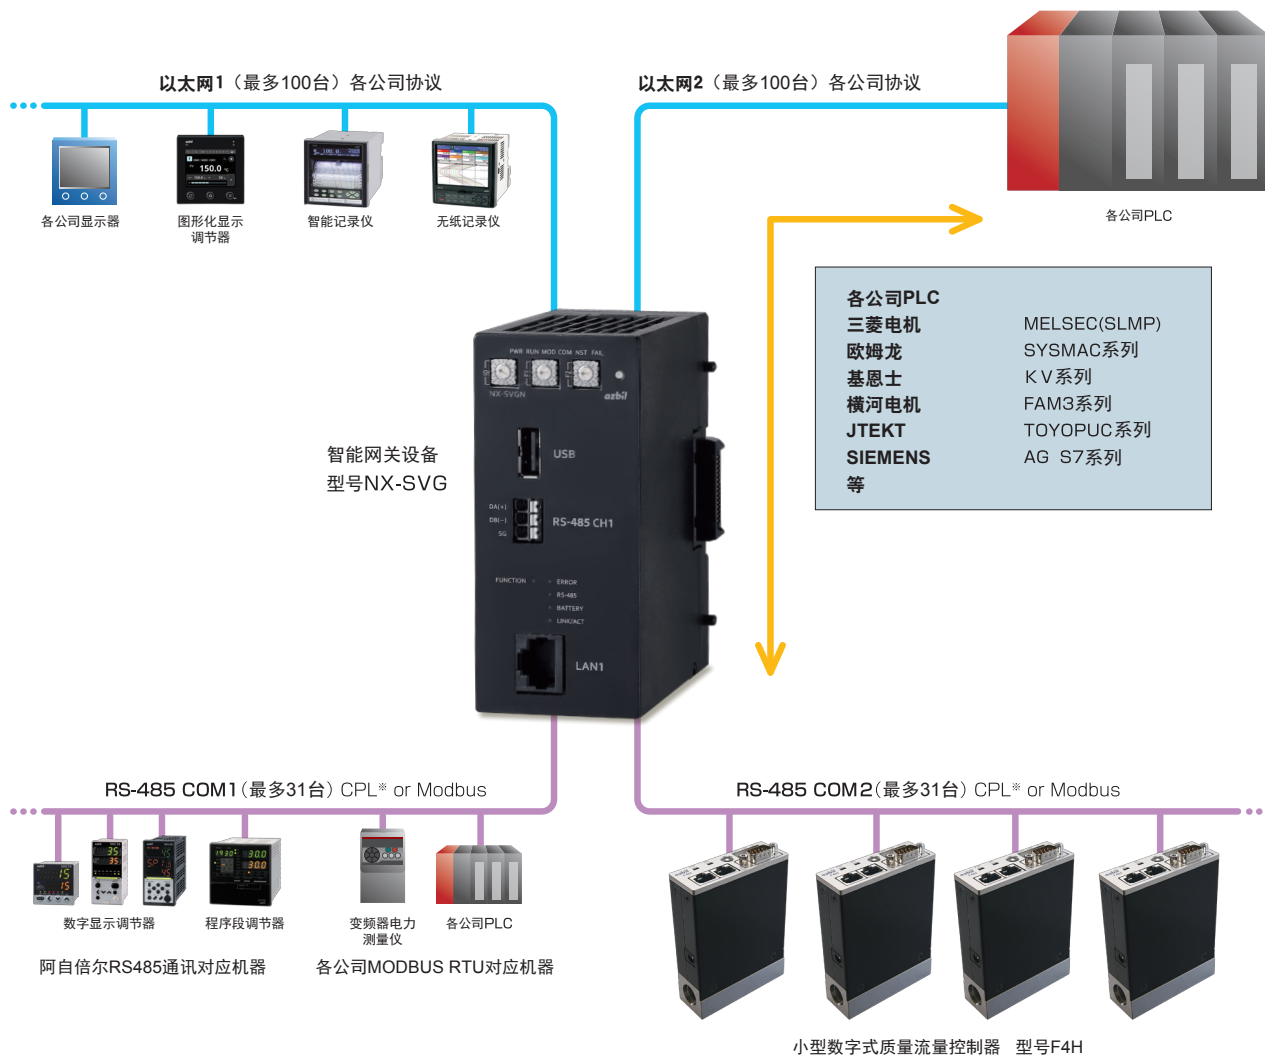 以太网1（最多100台）各公司协议
以太网2（最多100台）各公司协议
各公司显示器
图形化显示
调节器
智能记录仪
无纸记录仪
各公司PLC
150.0
各公司PLC
三菱电机 MELSEC(SLMP)
欧姆龙 SYSMAC系列
基恩士 KV系列
横河电机 FAM3系列
JTEKT TOYOPUC系列
SIEMENS AG S7系列
等
智能网关设备
型号NX-SVG
PWR RUN MOD COM NST FAIL
NX-SVGN
azbil
USB
DA(+)
DB(-)
SG
RS-485 CH1
FUNCTION
ERROR
RS-485
BATTERY
LINK/ACT
LAN1
RS-485 COM1（最多31台）CPL※ or Modbus
RS-485 COM2（最多31台）CPL※ or Modbus
数字显示调节器
程序段调节器
变频器电力
测量仪
各公司PLC
阿自倍尔RS485通讯对应机器
各公司MODBUS RTU对应机器
小型数字式质量流量控制器 型号F4H